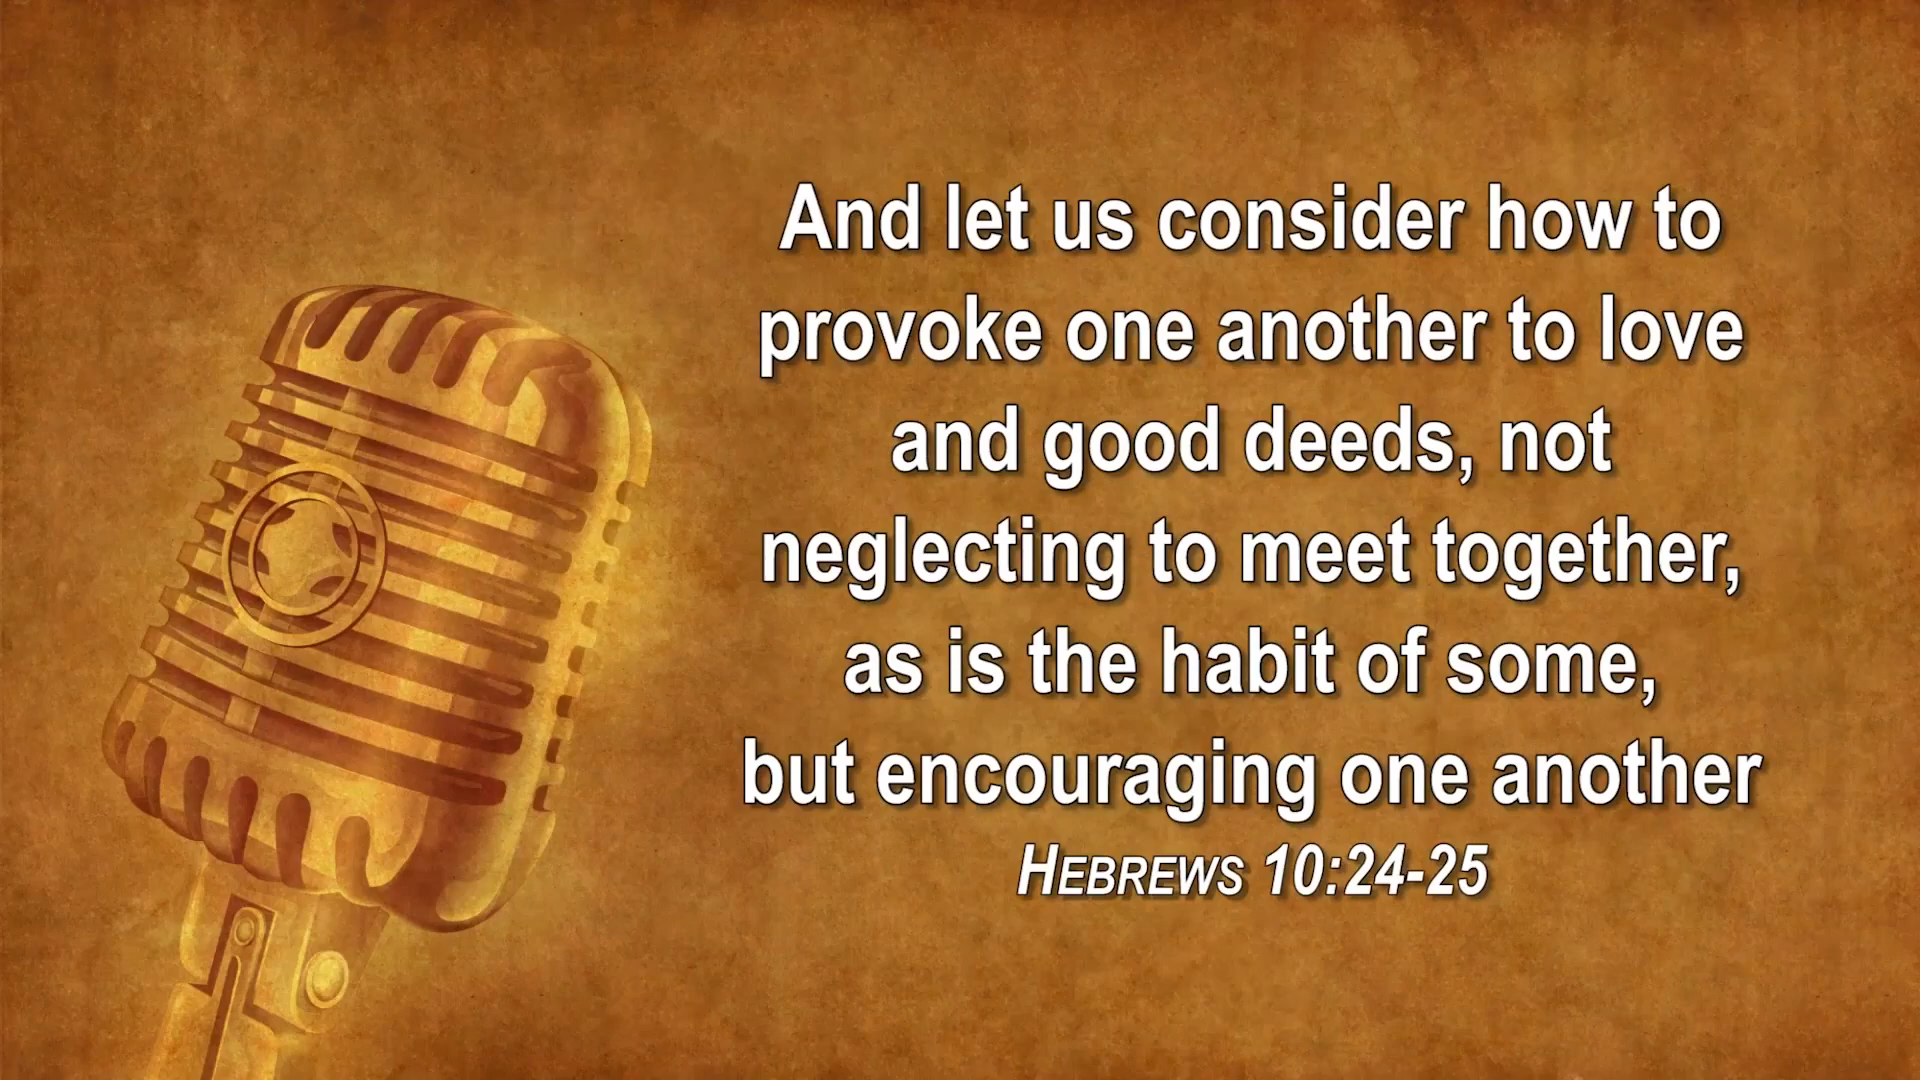 And let us consider how to
provoke one another to love
and good deeds, not
neglecting to meet together,
as is the habit of some,
but encouraging one another
HEBREWS 10:24-25